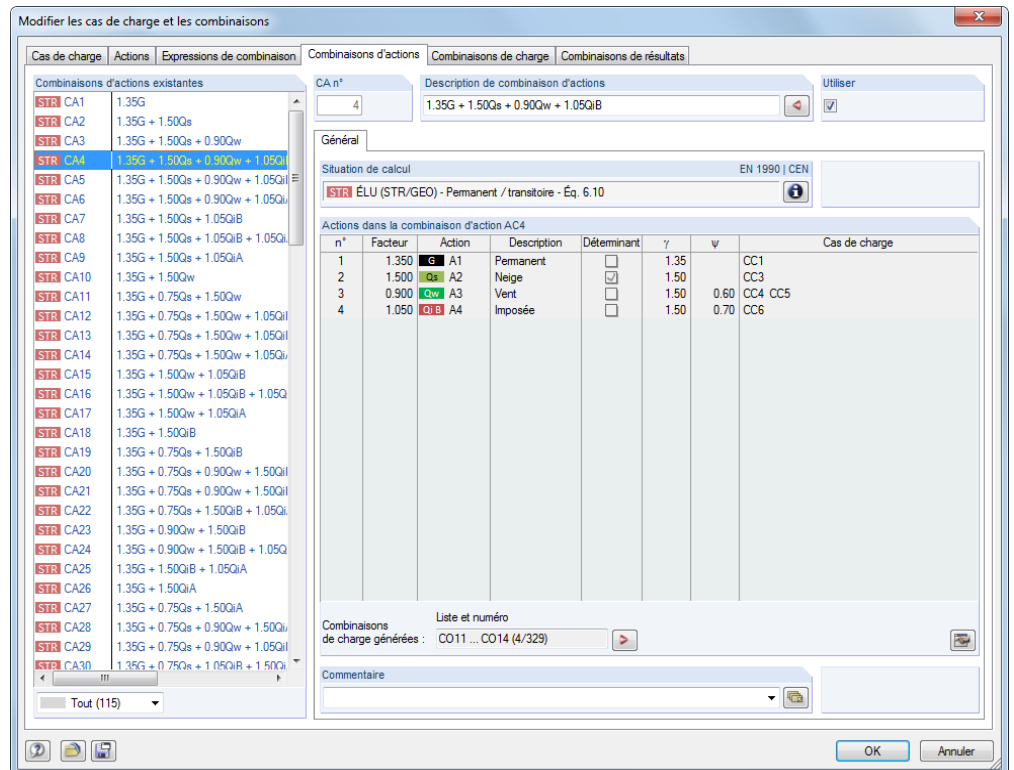 Modifier les cas de charge et les combinaisons
Cas de charge Actions Expressions de combinaison Combinaisons d'actions Combinaisons de charge Combinaisons de résultats
Combinaisons d'actions existantes
STR CA1 1.35G
STR CA2 1.35G + 1.50Qs
STR CA3 1.35G + 1.50Qs + 0.90Qw
STR CA4 1.35G + 1.50Qs + 0.90Qw + 1.05Qi
STR CA5 1.35G + 1.50Qs + 0.90Qw + 1.05Qi
STR CA6 1.35G + 1.50Qs + 0.90Qw + 1.05Qi
STR CA7 1.35G + 1.50Qs + 1.05QiB
STR CA8 1.35G + 1.50Qs + 1.05QiB + 1.05Qi
STR CA9 1.35G + 1.50Qs + 1.05QiA
STR CA10 1.35G + 1.50Qw
STR CA11 1.35G + 0.75Qs + 1.50Qw
STR CA12 1.35G + 0.75Qs + 1.50Qw + 1.05Qi
STR CA13 1.35G + 0.75Qs + 1.50Qw + 1.05Qi
STR CA14 1.35G + 0.75Qs + 1.50Qw + 1.05Qi
STR CA15 1.35G + 1.50Qw + 1.05QiB
STR CA16 1.35G + 1.50Qw + 1.05QiB + 1.05Q
STR CA17 1.35G + 1.50Qw + 1.05QiA
STR CA18 1.35G + 1.50QiB
STR CA19 1.35G + 0.75Qs + 1.50QiB
STR CA20 1.35G + 0.75Qs + 0.90Qw + 1.50Qi
STR CA21 1.35G + 0.75Qs + 0.90Qw + 1.50Qi
STR CA22 1.35G + 0.75Qs + 1.50QiB + 1.05Qi
STR CA23 1.35G + 0.90Qw + 1.50QiB
STR CA24 1.35G + 0.90Qw + 1.50QiB + 1.05Q
STR CA25 1.35G + 1.50QiB + 1.05QiA
STR CA26 1.35G + 1.50QiA
STR CA27 1.35G + 0.75Qs + 1.50QiA
STR CA28 1.35G + 0.75Qs + 0.90Qw + 1.50Qi
STR CA29 1.35G + 0.75Qs + 0.90Qw + 1.05Qi
STR CA30 1.35G + 0.75Qs + 1.05QiB + 1.50Qi
Tout (115)
CA n°
4
Description de combinaison d'actions
1.35G + 1.50Qs + 0.90Qw + 1.05QiB
Utiliser
Général
Situation de calcul EN 1990 | CEN
STR ÉLU (STR/GEO) - Permanent / transitoire - Éq. 6.10
Actions dans la combinaison d'action AC4
n° Facteur Action Description Déterminant γ ψ Cas de charge
1 1.350 G A1 Permanent 1.35 CC1
2 1.500 Qs A2 Neige 1.50 CC3
3 0.900 Qw A3 Vent 1.50 0.60 CC4 CC5
4 1.050 Qi B A4 Imposée 1.50 0.70 CC6
Liste et numéro
Combinaisons
de charge générées : CO11 ... CO14 (4/329)
Commentaire
OK Annuler